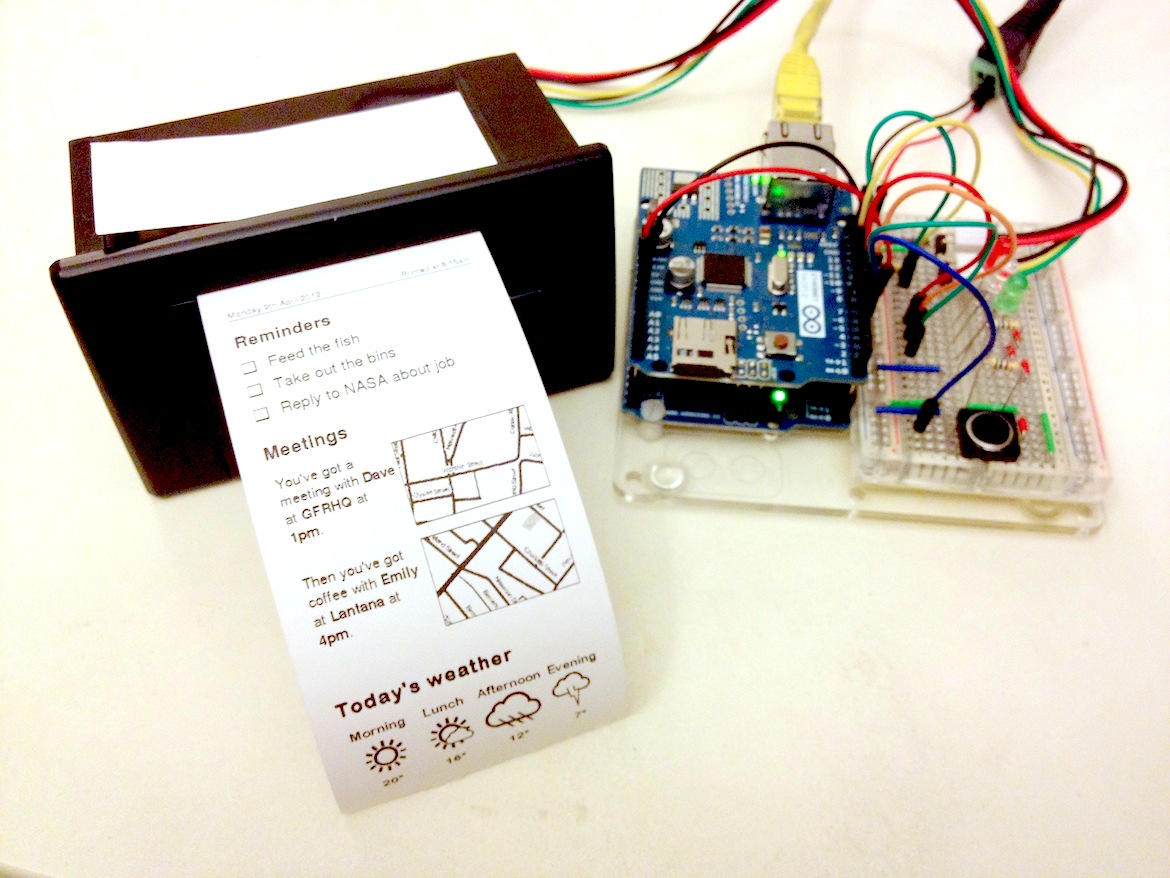 Printed at 8:15am
Monday 9th April 2012
Reminders
Feed the fish
Take out the bins
Reply to NASA about job
Meetings
You've got a
meeting with Dave
at GFRHQ at
1pm.
Then you've got
coffee with Emily
at Lantana at
4pm.
Today's weather
Morning Lunch Afternoon Evening
20° 16° 12° 7°